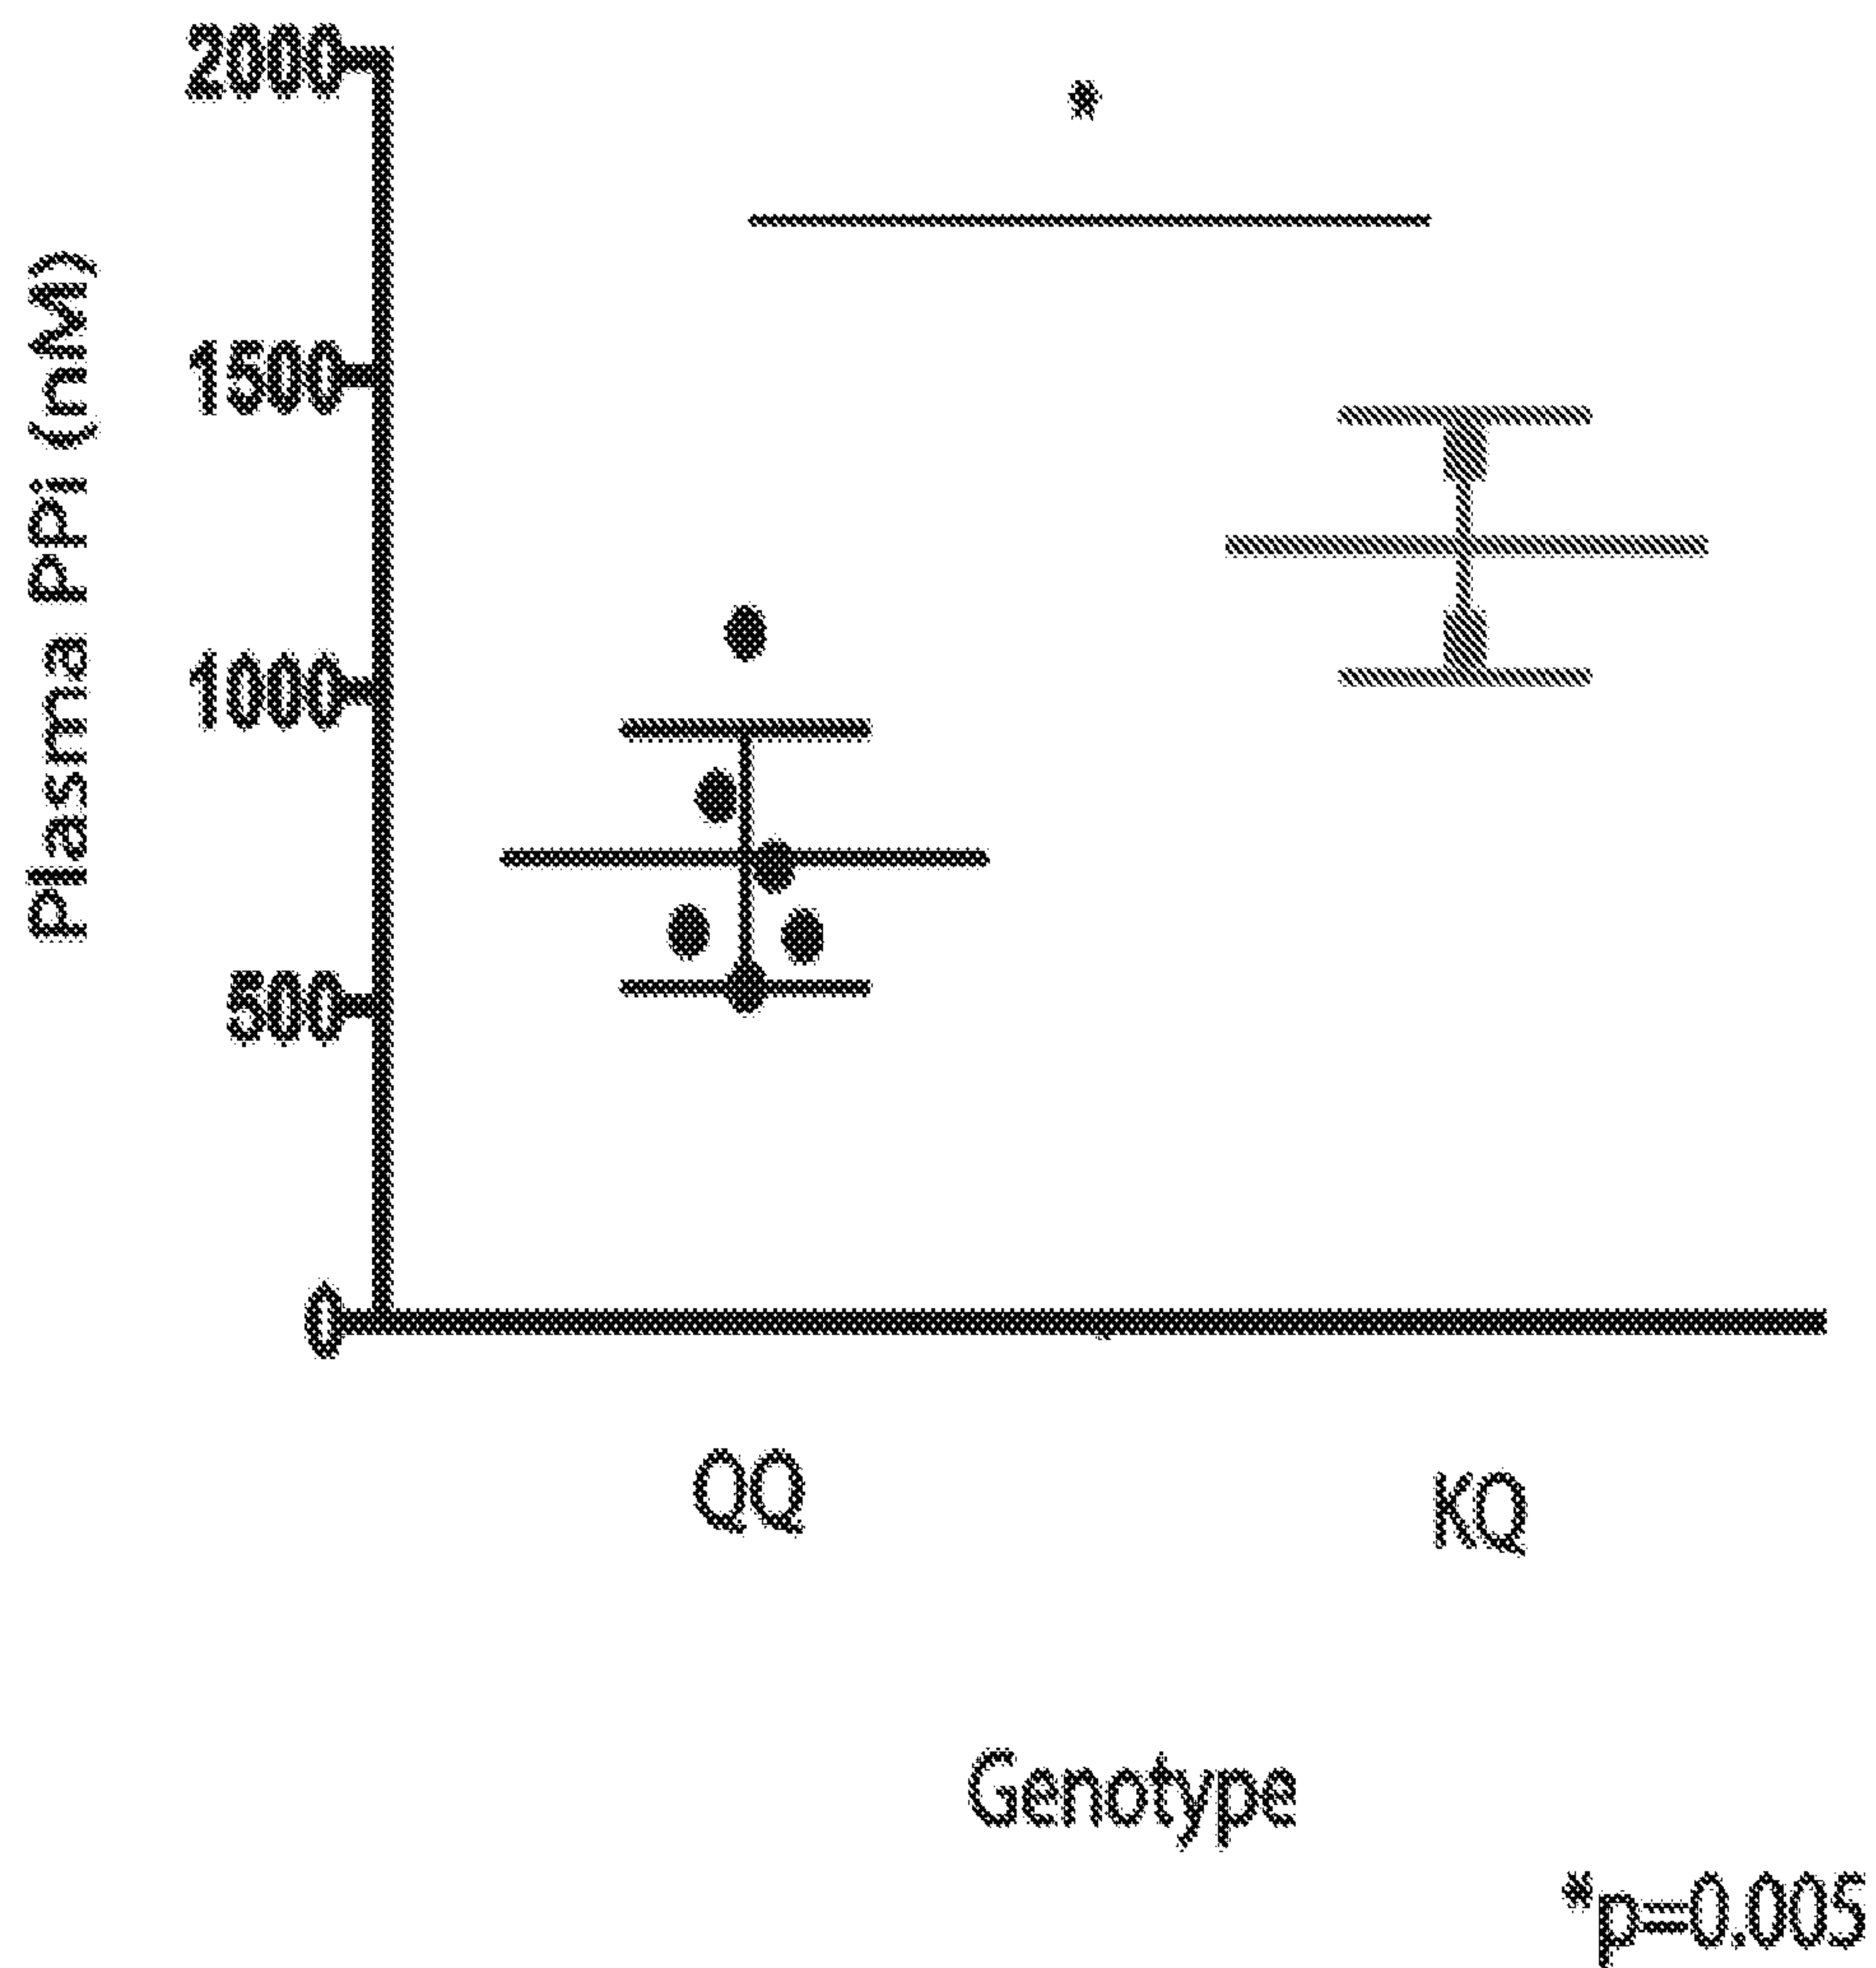 *
2000
1500
1000
500
0
Plasma PPi (nM)
QQ
KQ
Genotype
*p=0.005